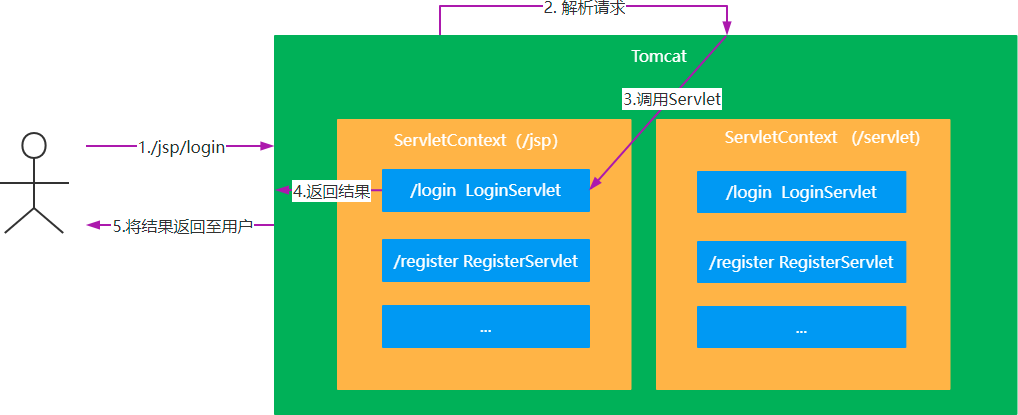 2. 解析请求
Tomcat
3.调用Servlet
1./jsp/login
ServletContext（/jsp）
/login LoginServlet
4.返回结果
5.将结果返回至用户
/register RegisterServlet
...
ServletContext （/servlet)
/login LoginServlet
/register RegisterServlet
...